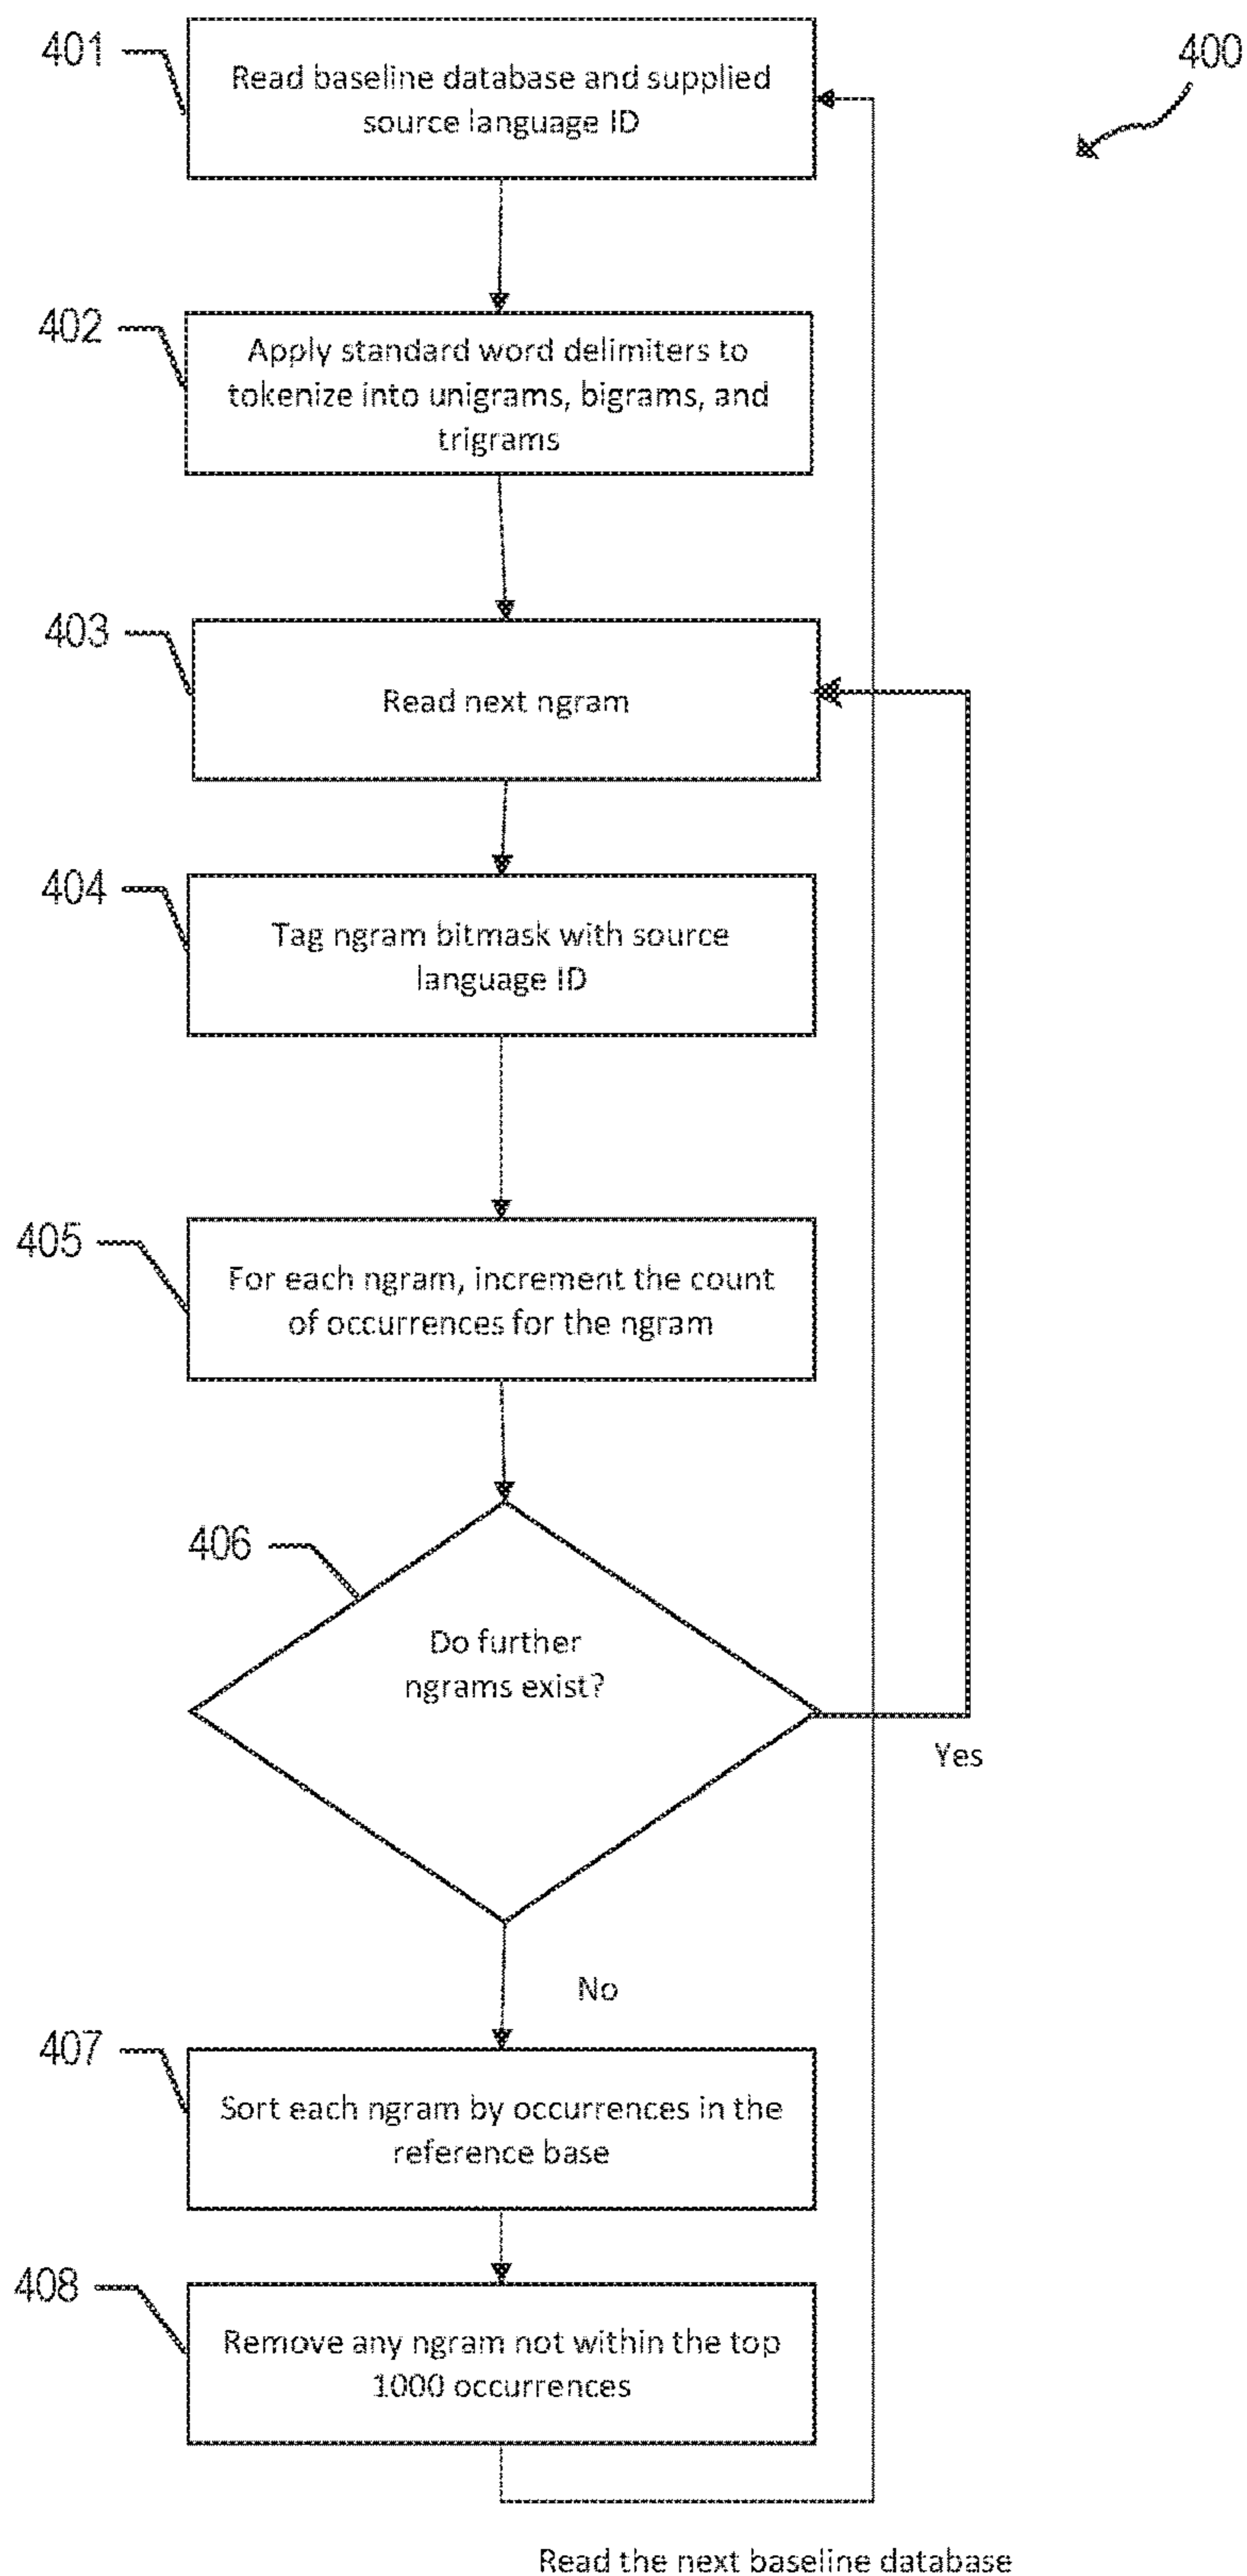 401
400
Read baseline database and supplied
source language ID
402
Apply standard word delimiters to
tokenize into unigrams, bigrams, and
trigrams
403
Read next ngram
404
Tag ngram bitmask with source
language ID
405
For each ngram, increment the count
of occurrences for the ngram
406
Do further
ngrams exist?
Yes
No
407
Sort each ngram by occurrences in the
reference base
408
Remove any ngram not within the top
1000 occurrences
Read the next baseline database